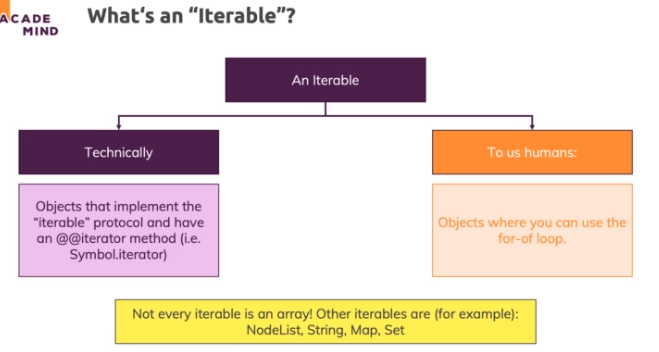 ACADE
MIND
What's an “Iterable”?
An Iterable
Technically
To us humans:
Objects that implement the
“iterable” protocol and have
an @@iterator method (i.e.
Symbol.iterator)
Objects where you can use the
for-of loop.
Not every iterable is an array! Other iterables are (for example):
NodeList, String, Map, Set